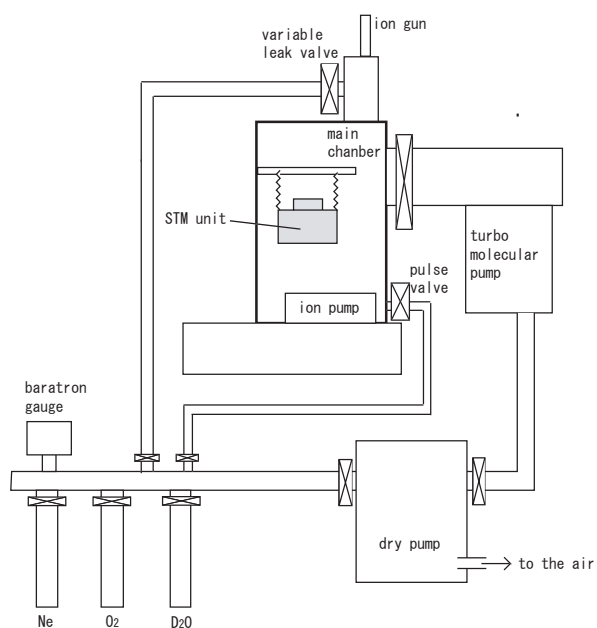 ion gun
variable
leak valve
main
chanber
STM unit
turbo
molecular
pump
pulse
valve
ion pump
baratron
gauge
dry pump
to the air
Ne
O2
D2O